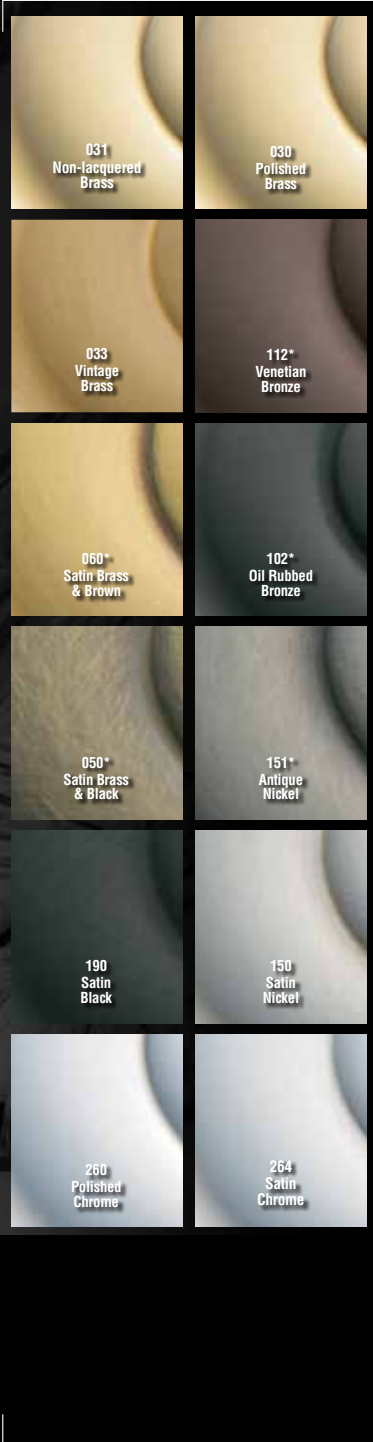 031
Non-lacquered
Brass
030
Polished
Brass
033
Vintage
Brass
112*
Venetian
Bronze
060*
Satin Brass
& Brown
102*
Oil Rubbed
Bronze
050*
Satin Brass
& Black
151*
Antique
Nickel
190
Satin
Black
150
Satin
Nickel
260
Polished
Chrome
264
Satin
Chrome